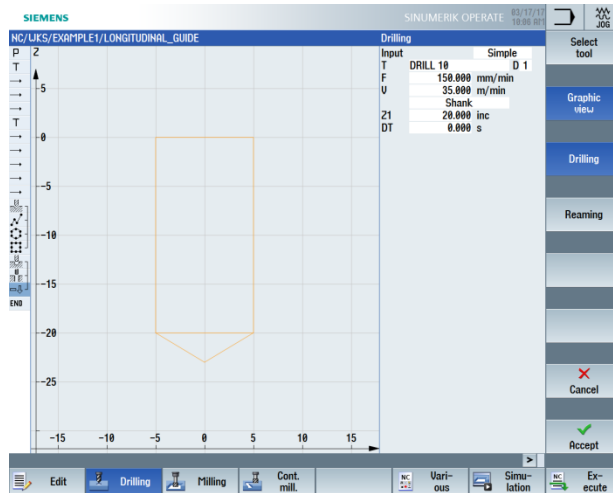 SIEMENS
SINUMERIK OPERATE
03/17/17
JOG
NC/WKS/EXAMPLE1/LONGITUDINAL_GUIDE
Drilling
Select
tool
P
Z
Input
Simple
T
T DRILL 10 D 1
F 150.000 mm/min
V 35.000 m/min
Shank
Z1 20.000 inc
DT 0.000 s
Graphic
view
T
Drilling
Reaming
END
-5
-0
-5
-10
-15
-20
-25
-15 -10 -5 0 5 10 15
Cancel
Accept
>
Edit
Drilling
Milling
Cont.
mill.
NC
Vari-
ous
Simu-
lation
NC
Ex-
ecute